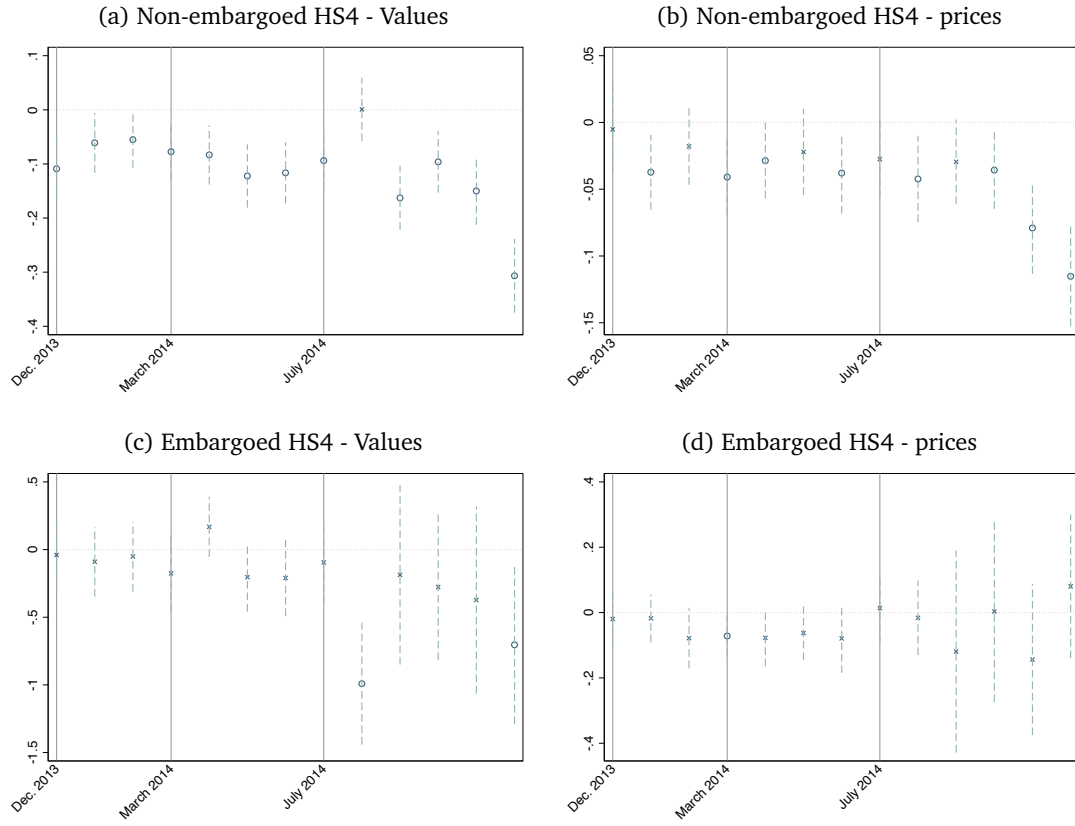 (a) Non-embargoed HS4 - Values
.1
0
-.1
-.2
-.3
-.4
Dec. 2013
March 2014
July 2014
(b) Non-embargoed HS4 - prices
.05
0
-.05
-.1
-.15
Dec. 2013
March 2014
July 2014
(c) Embargoed HS4 - Values
.5
0
-.5
-1
-1.5
Dec. 2013
March 2014
July 2014
(d) Embargoed HS4 - prices
.4
.2
0
-.2
-.4
Dec. 2013
March 2014
July 2014